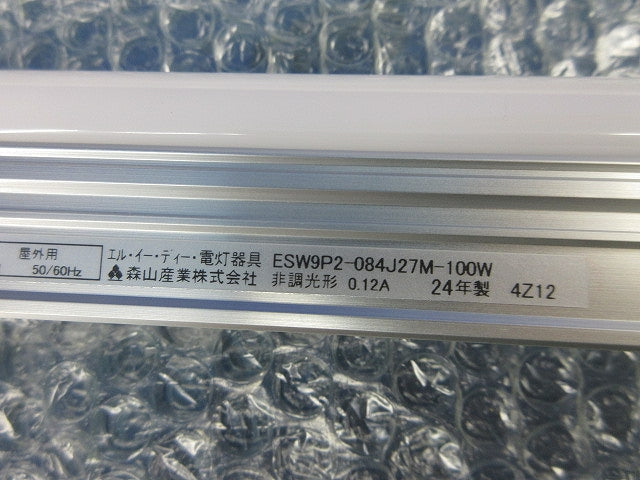 屋外用
50/60Hz
エル・イー・ディー・電灯器具 ESW9P2-084J27M-100W
森山産業株式会社 非調光形 0.12A 24年製 4Z12